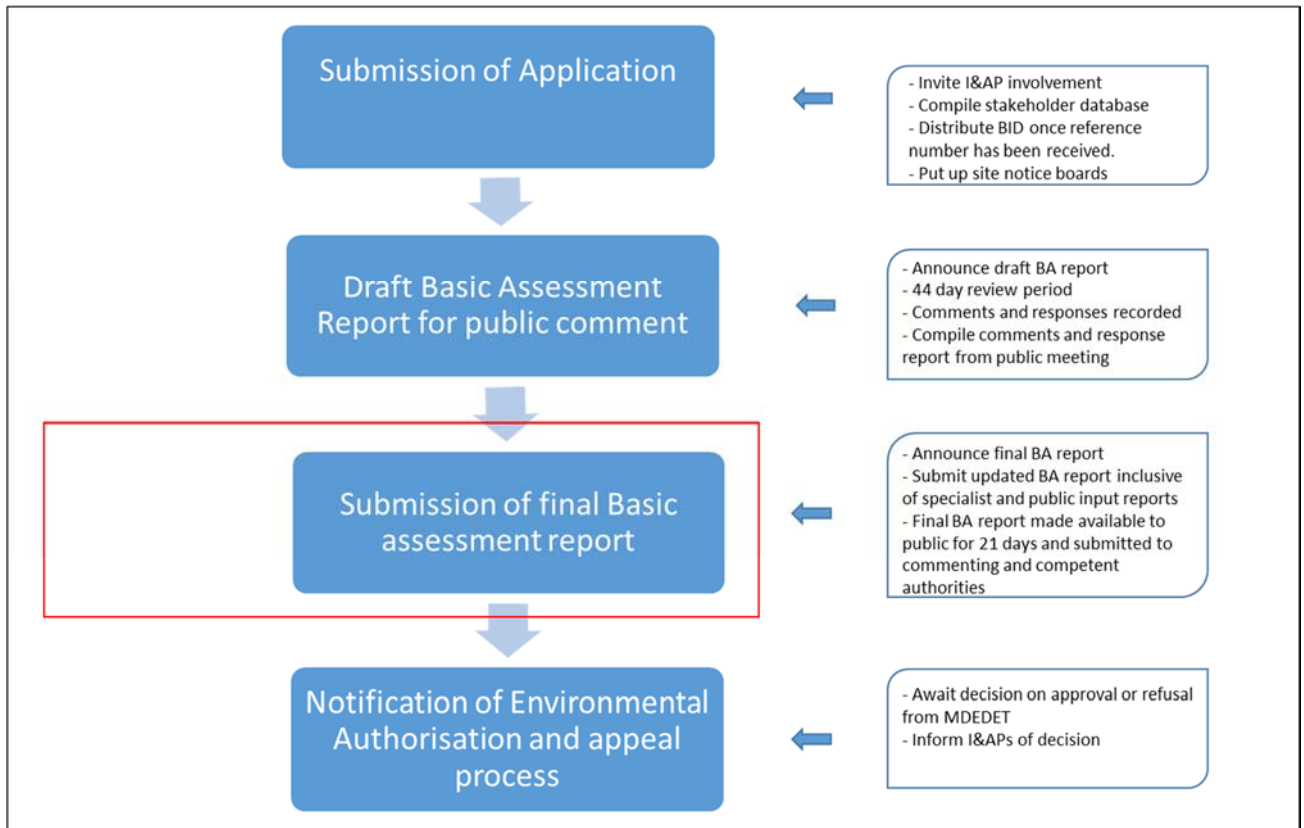 Submission of Application
- Invite I&AP involvement
- Compile stakeholder database
- Distribute BID once reference
number has been received.
- Put up site notice boards
Draft Basic Assessment
Report for public comment
- Announce draft BA report
- 44 day review period
- Comments and responses recorded
- Compile comments and response
report from public meeting
Submission of final Basic
assessment report
- Announce final BA report
- Submit updated BA report inclusive
of specialist and public input reports
- Final BA report made available to
public for 21 days and submitted to
commenting and competent
authorities
Notification of Environmental
Authorisation and appeal
process
- Await decision on approval or refusal
from MDEDET
- Inform I&APs of decision